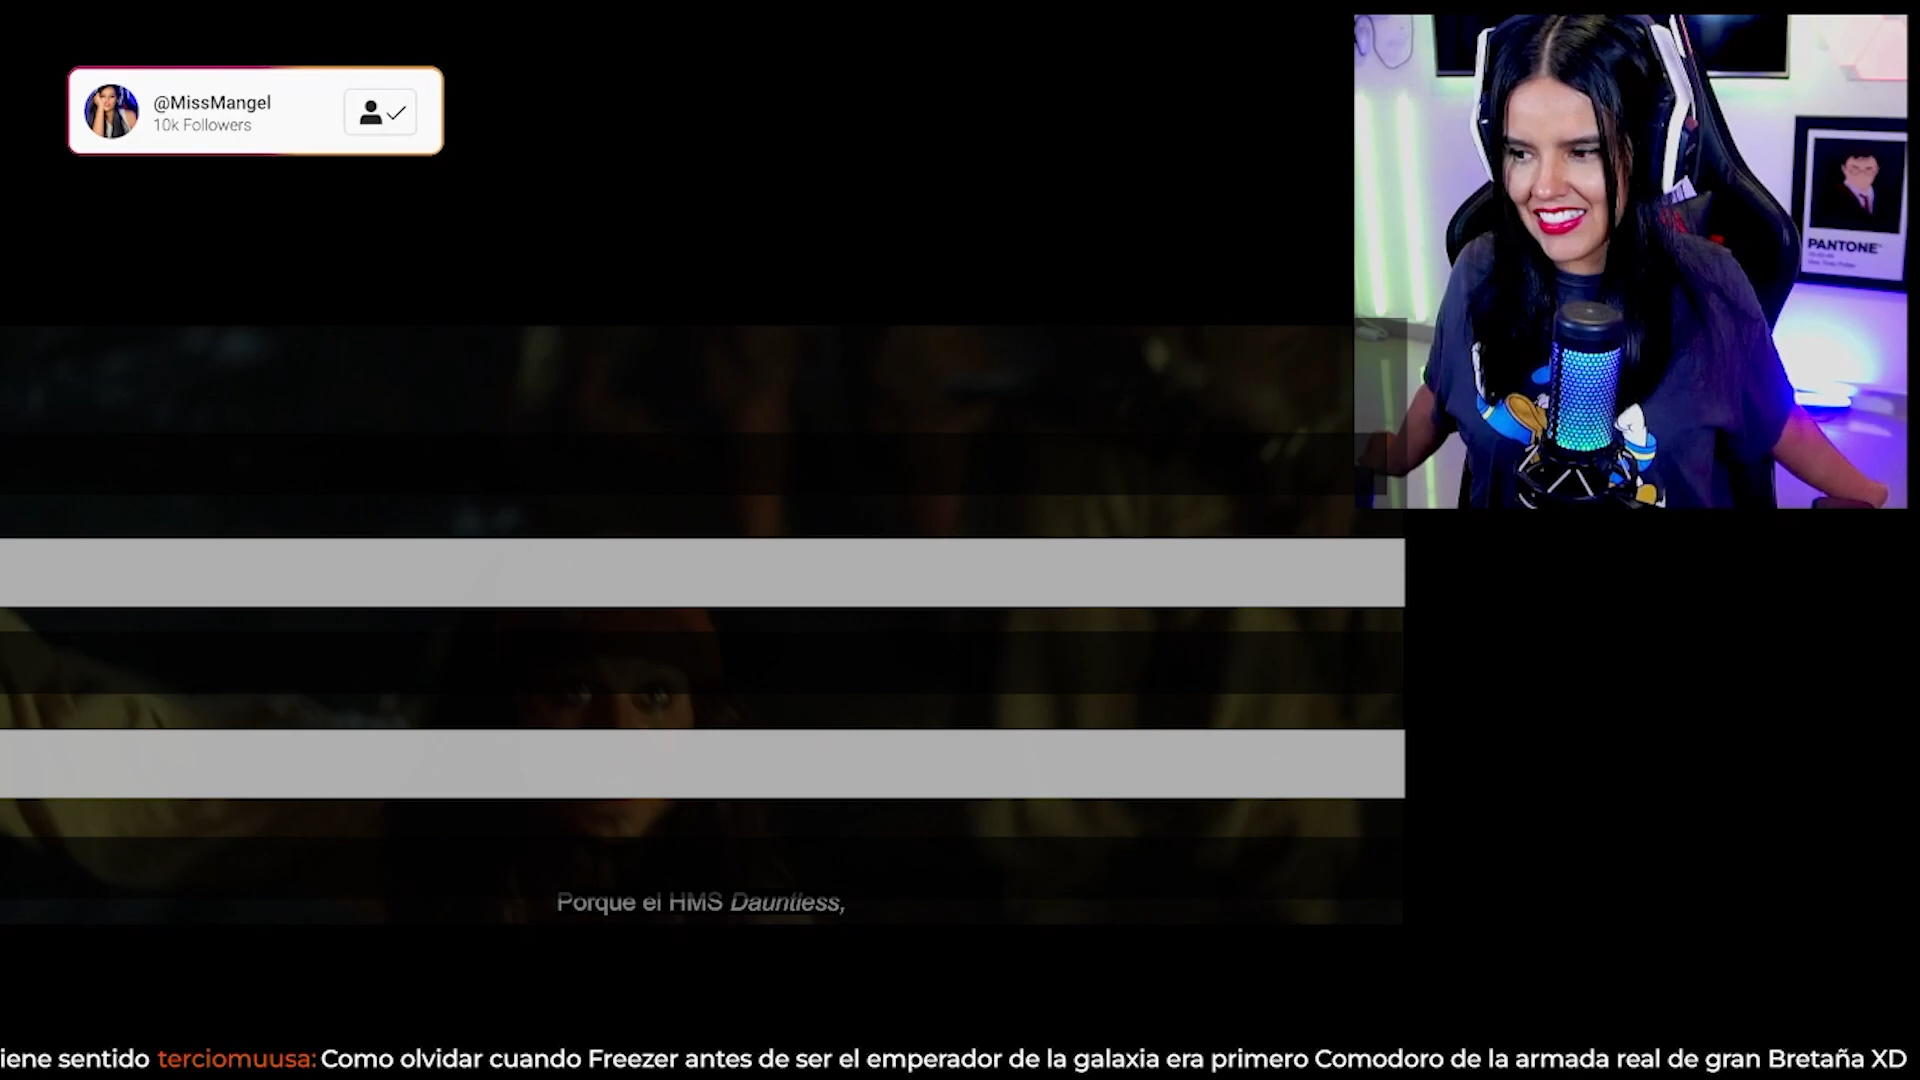 @MissMangel
10k Followers
PANTONE
Porque el HMS Dauntless,
iene sentido terciomuusa: Como olvidar cuando Freezer antes de ser el emperador de la galaxia era primero Comodoro de la armada real de gran Bretaña XD